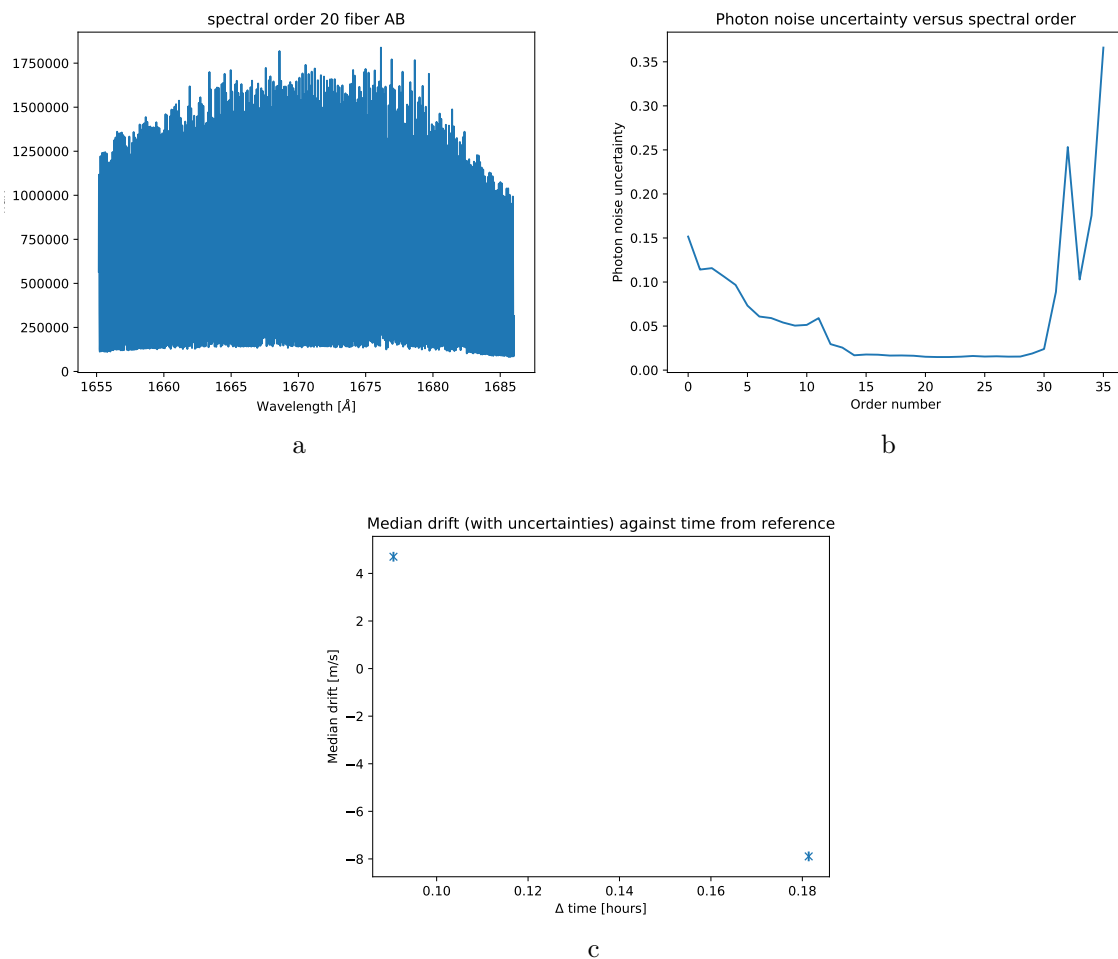 spectral order 20 fiber AB
1750000
1500000
1250000
1000000
750000
500000
250000
0
1655 1660 1665 1670 1675 1680 1685
Wavelength [Å]
a
Photon noise uncertainty versus spectral order
Photon noise uncertainty
0.35
0.30
0.25
0.20
0.15
0.10
0.05
0.00
0 5 10 15 20 25 30 35
Order number
b
Median drift (with uncertainties) against time from reference
Median drift [m/s]
4
2
0
−2
−4
−6
−8
0.10 0.12 0.14 0.16 0.18
Δ time [hours]
c